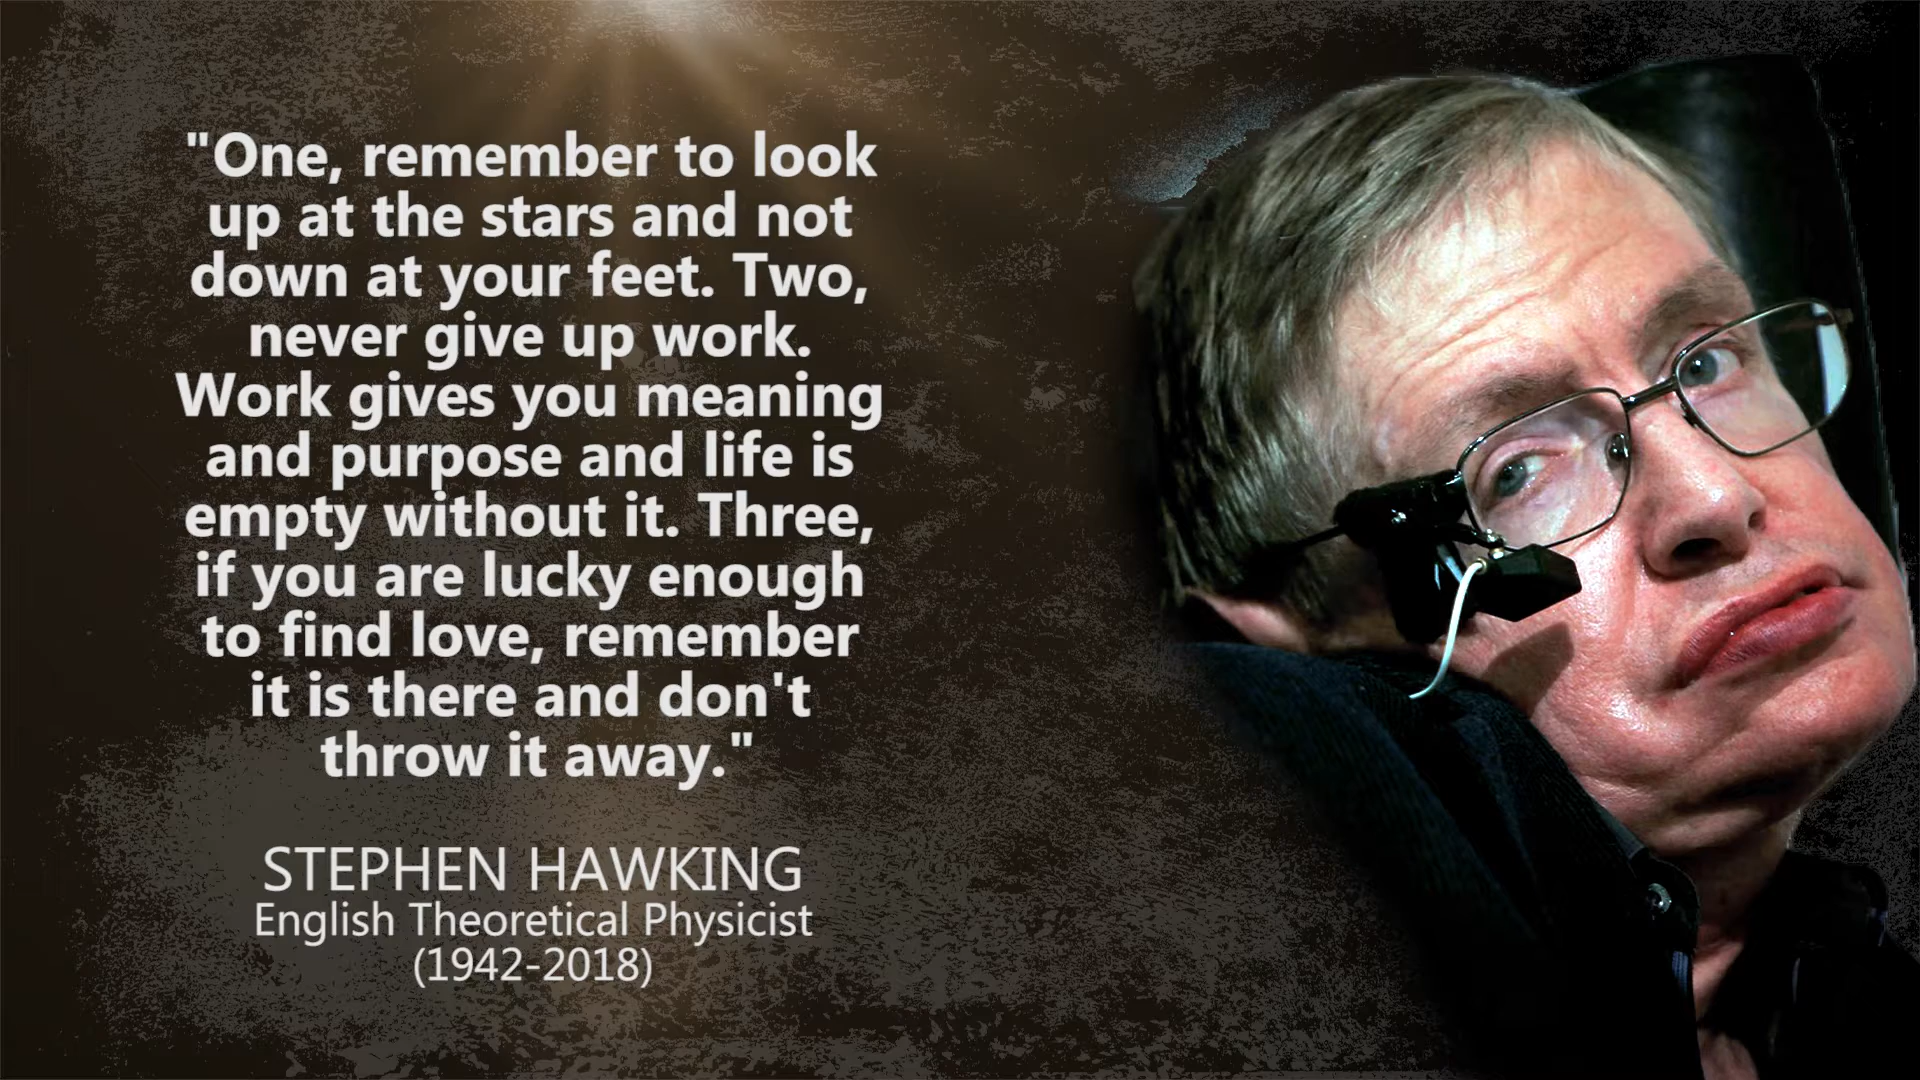 "One, remember to look
up at the stars and not
down at your feet. Two,
never give up work.
Work gives you meaning
and purpose and life is
empty without it. Three,
if you are lucky enough
to find love, remember
it is there and don't
throw it away."
STEPHEN HAWKING
English Theoretical Physicist
(1942-2018)